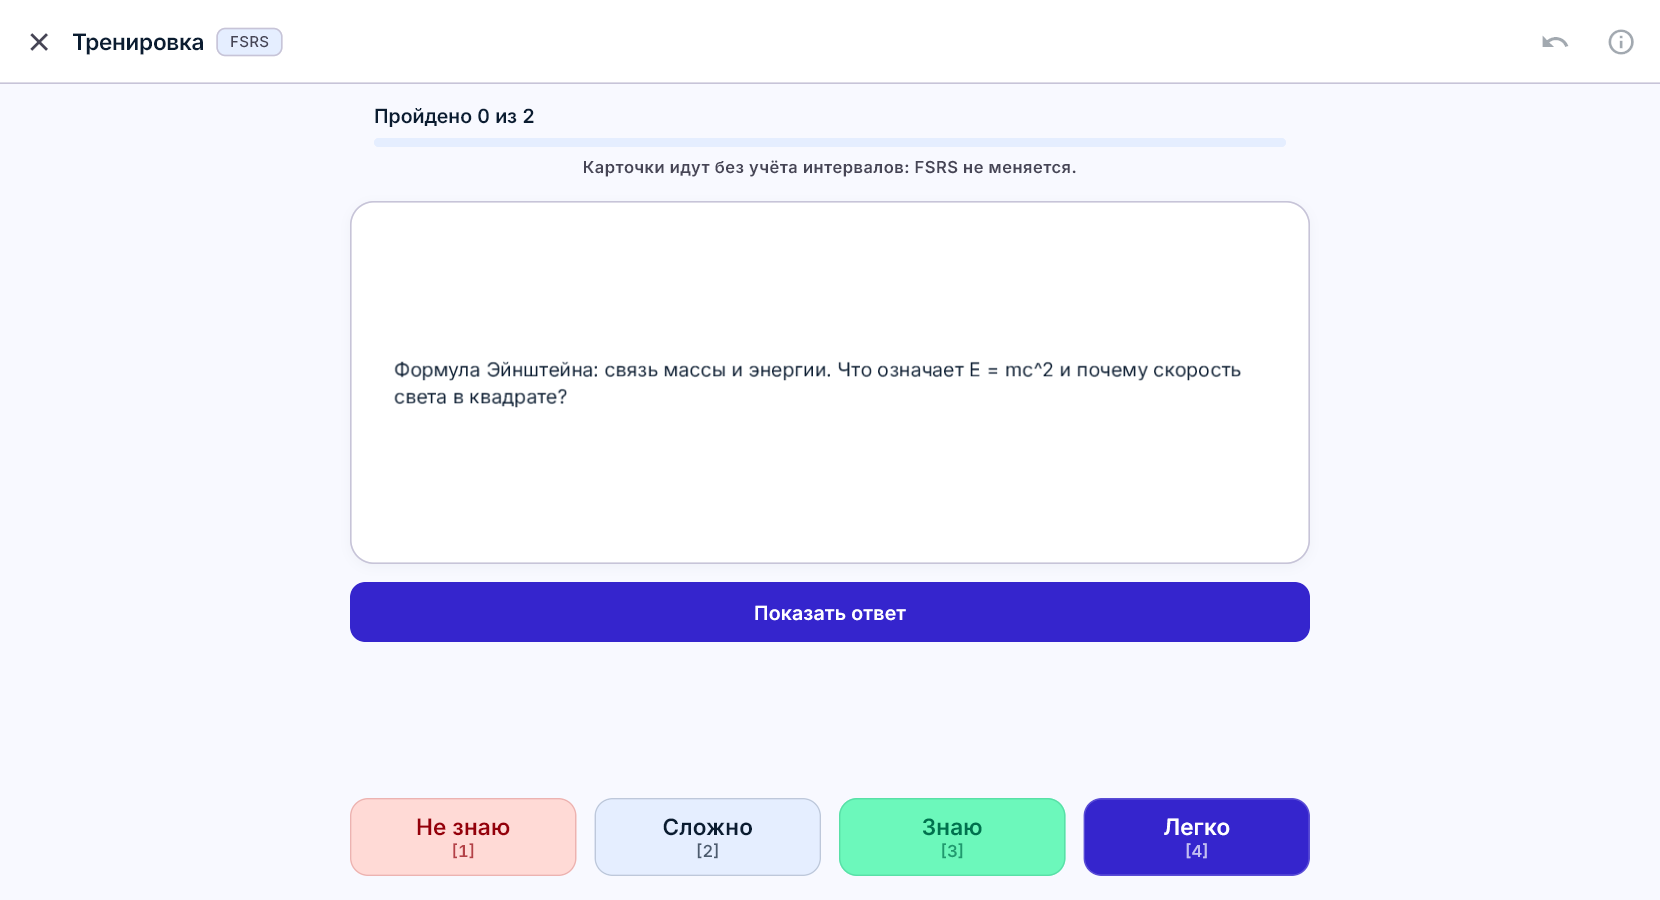 Тренировка FSRS
Пройдено 0 из 2
Карточки идут без учёта интервалов: FSRS не меняется.
Формула Эйнштейна: связь массы и энергии. Что означает E = mc^2 и почему скорость
света в квадрате?
Показать ответ
Не знаю
[1]
Сложно
[2]
Знаю
[3]
Легко
[4]